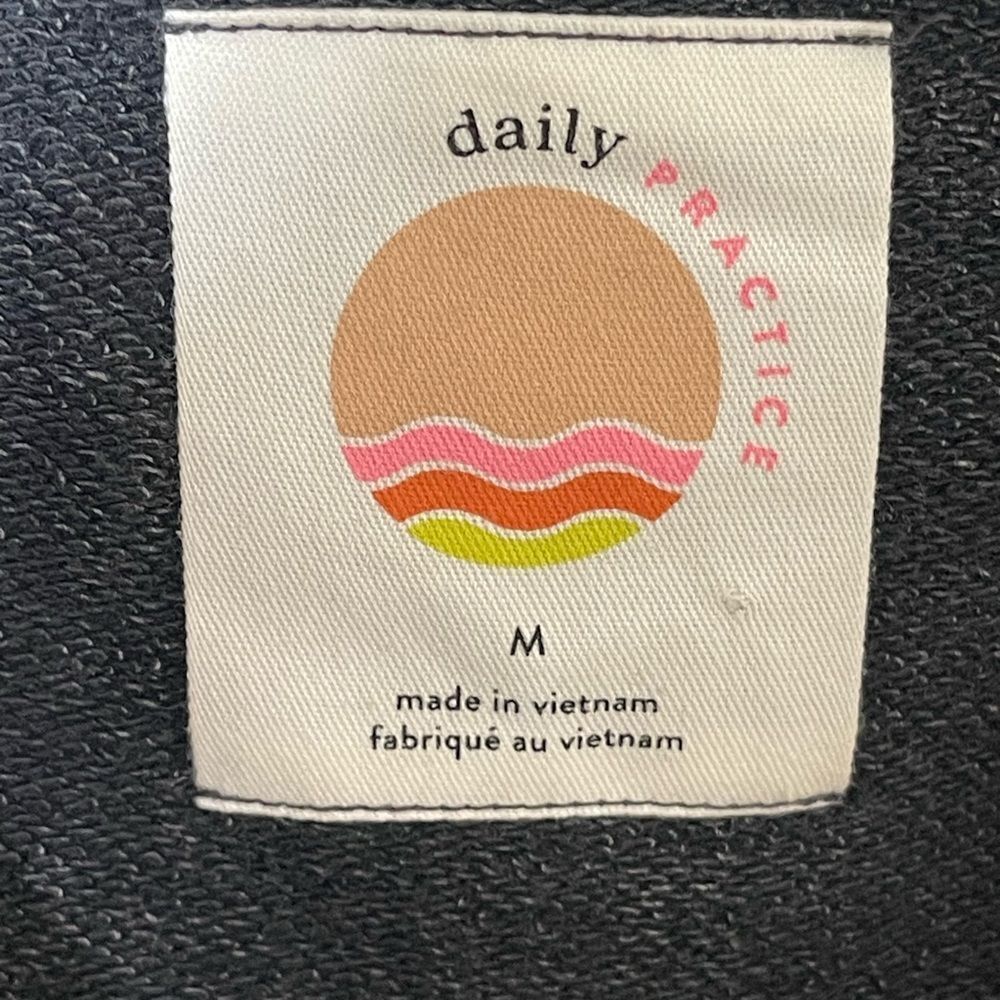 daily PRACTICE
M
made in vietnam
fabriqué au vietnam